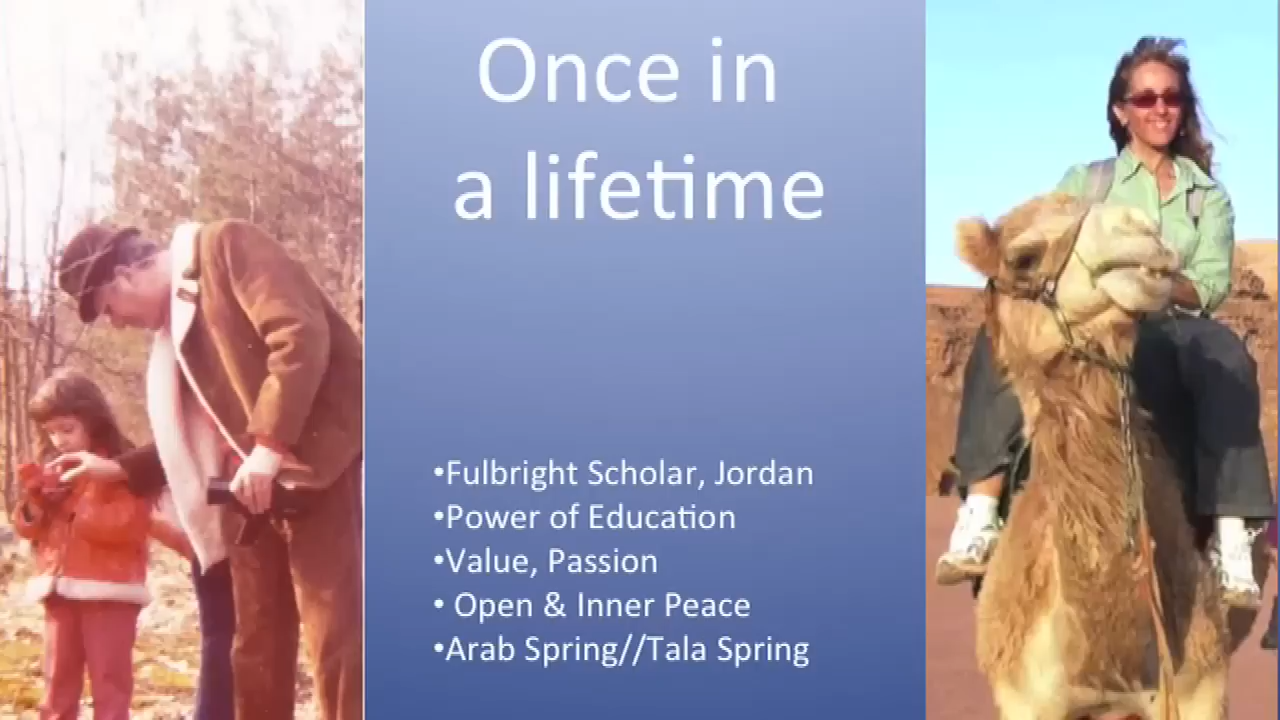 Once in
a lifetime
•Fulbright Scholar, Jordan
•Power of Education
•Value, Passion
• Open & Inner Peace
•Arab Spring//Tala Spring